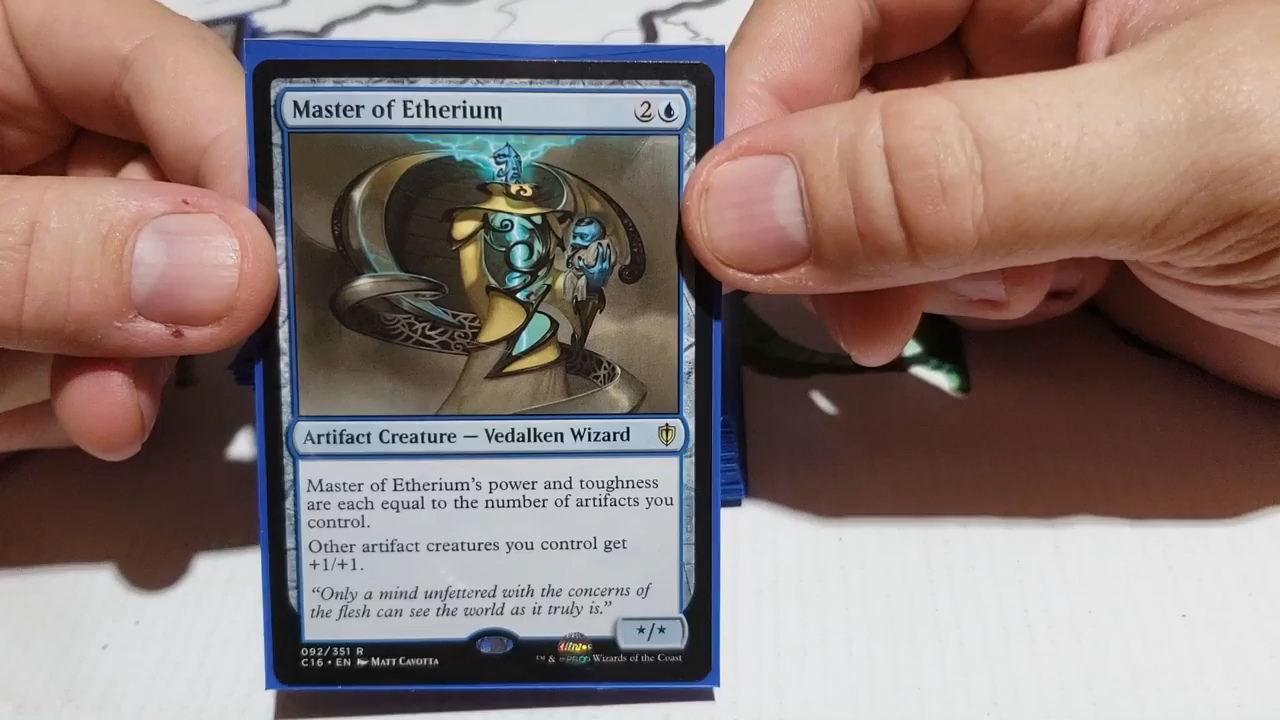 Master of Etherium 2
Artifact Creature — Vedalken Wizard
Master of Etherium's power and toughness
are each equal to the number of artifacts you
control.
Other artifact creatures you control get
+1/+1.
"Only a mind unfettered with the concerns of
the flesh can see the world as it truly is."
★/★
092/351 R
C16 • EN Matt Cavotta
™ & Wizards of the Coast